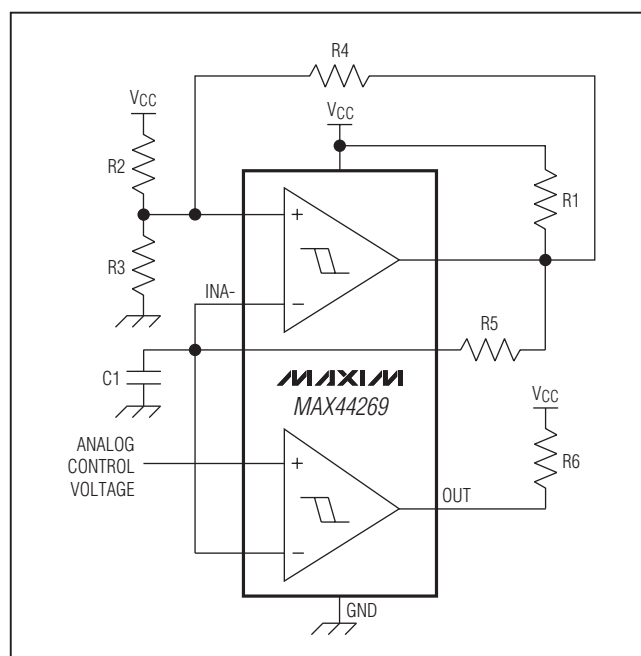 R4
VCC
VCC
R2
R1
R3
INA-
R5
C1
MAXIM
MAX44269
VCC
ANALOG
CONTROL
VOLTAGE
R6
OUT
GND
+
−
+
−